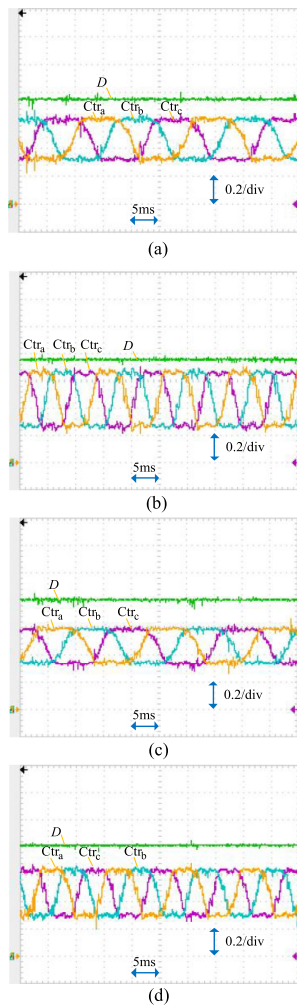 D
Ctra Ctrb Ctrc
0.2/div
5ms
(a)
Ctra Ctrb Ctrc D
0.2/div
5ms
(b)
D
Ctra Ctrb Ctrc
0.2/div
5ms
(c)
D
Ctra Ctrc Ctrb
0.2/div
5ms
(d)